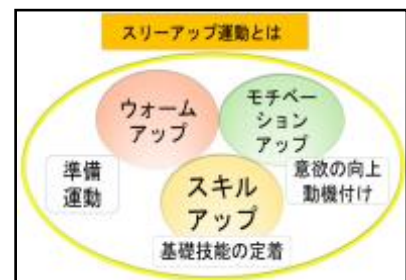 スリーアップ運動とは
ウォーム
アップ
モチベー
ション
アップ
準備
運動
スキル
アップ
意欲の向上
動機付け
基礎技能の定着